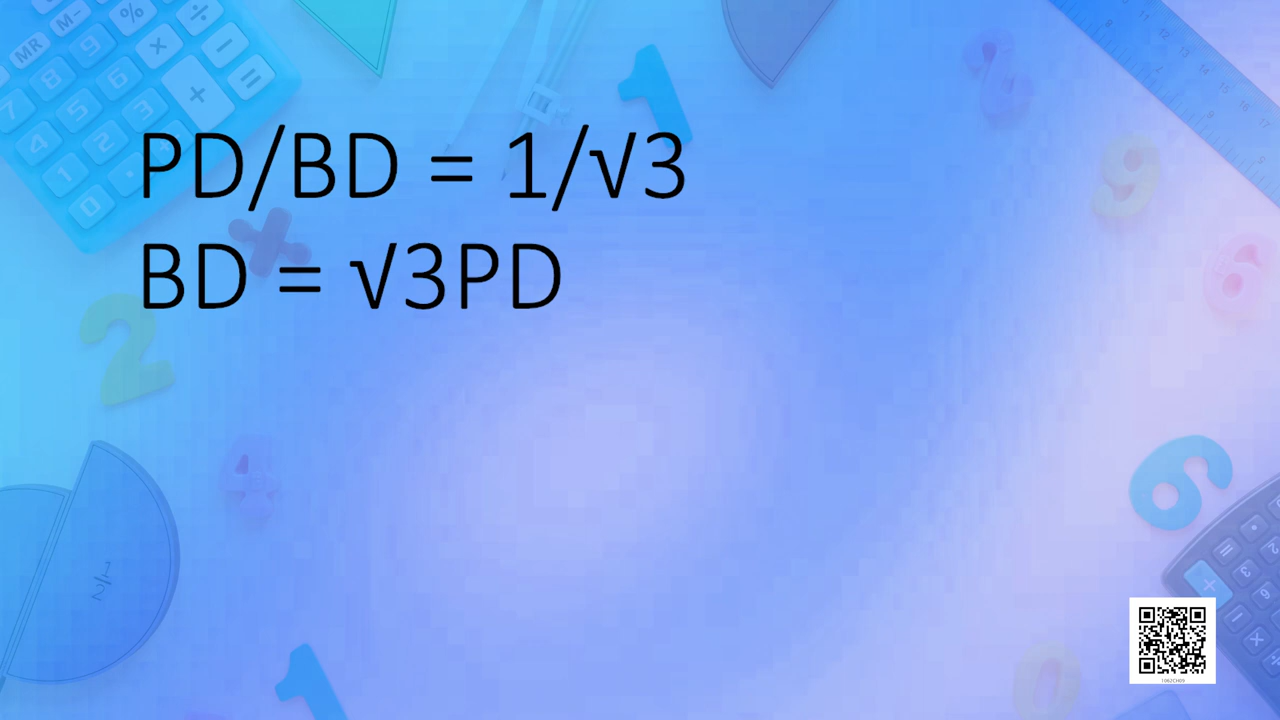 PD/BD = 1/√3
BD = √3PD